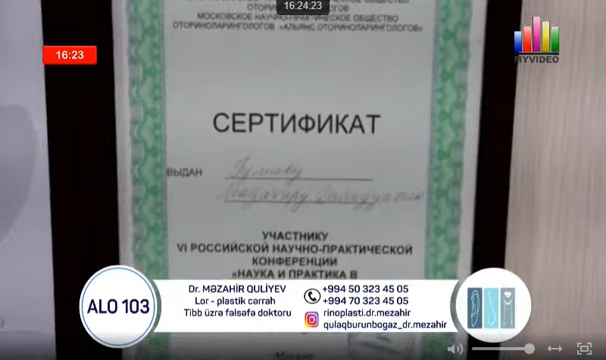 16:24:23
ОТОРИНОЛАРИНГОЛОГОВ
МОСКОВСКОЕ НАУЧНО-ПРАКТИЧЕСКОЕ ОБЩЕСТВО
ОТОРИНОЛАРИНГОЛОГОВ «АЛЬЯНС ОТОРИНОЛАРИНГОЛОГОВ»
16:23
MYVIDEO
СЕРТИФИКАТ
ВЫДАН
УЧАСТНИКУ
VI РОССИЙСКОЙ НАУЧНО-ПРАКТИЧЕСКОЙ
КОНФЕРЕНЦИИ
«НАУКА И ПРАКТИКА В
ALO 103
Dr. MƏZAHİR QULİYEV
Lor - plastik cərrah
Tibb üzrə fəlsəfə doktoru
+994 50 323 45 05
+994 70 323 45 05
rinoplasti.dr.mezahir
qulaqburunbogaz_dr.mezahir